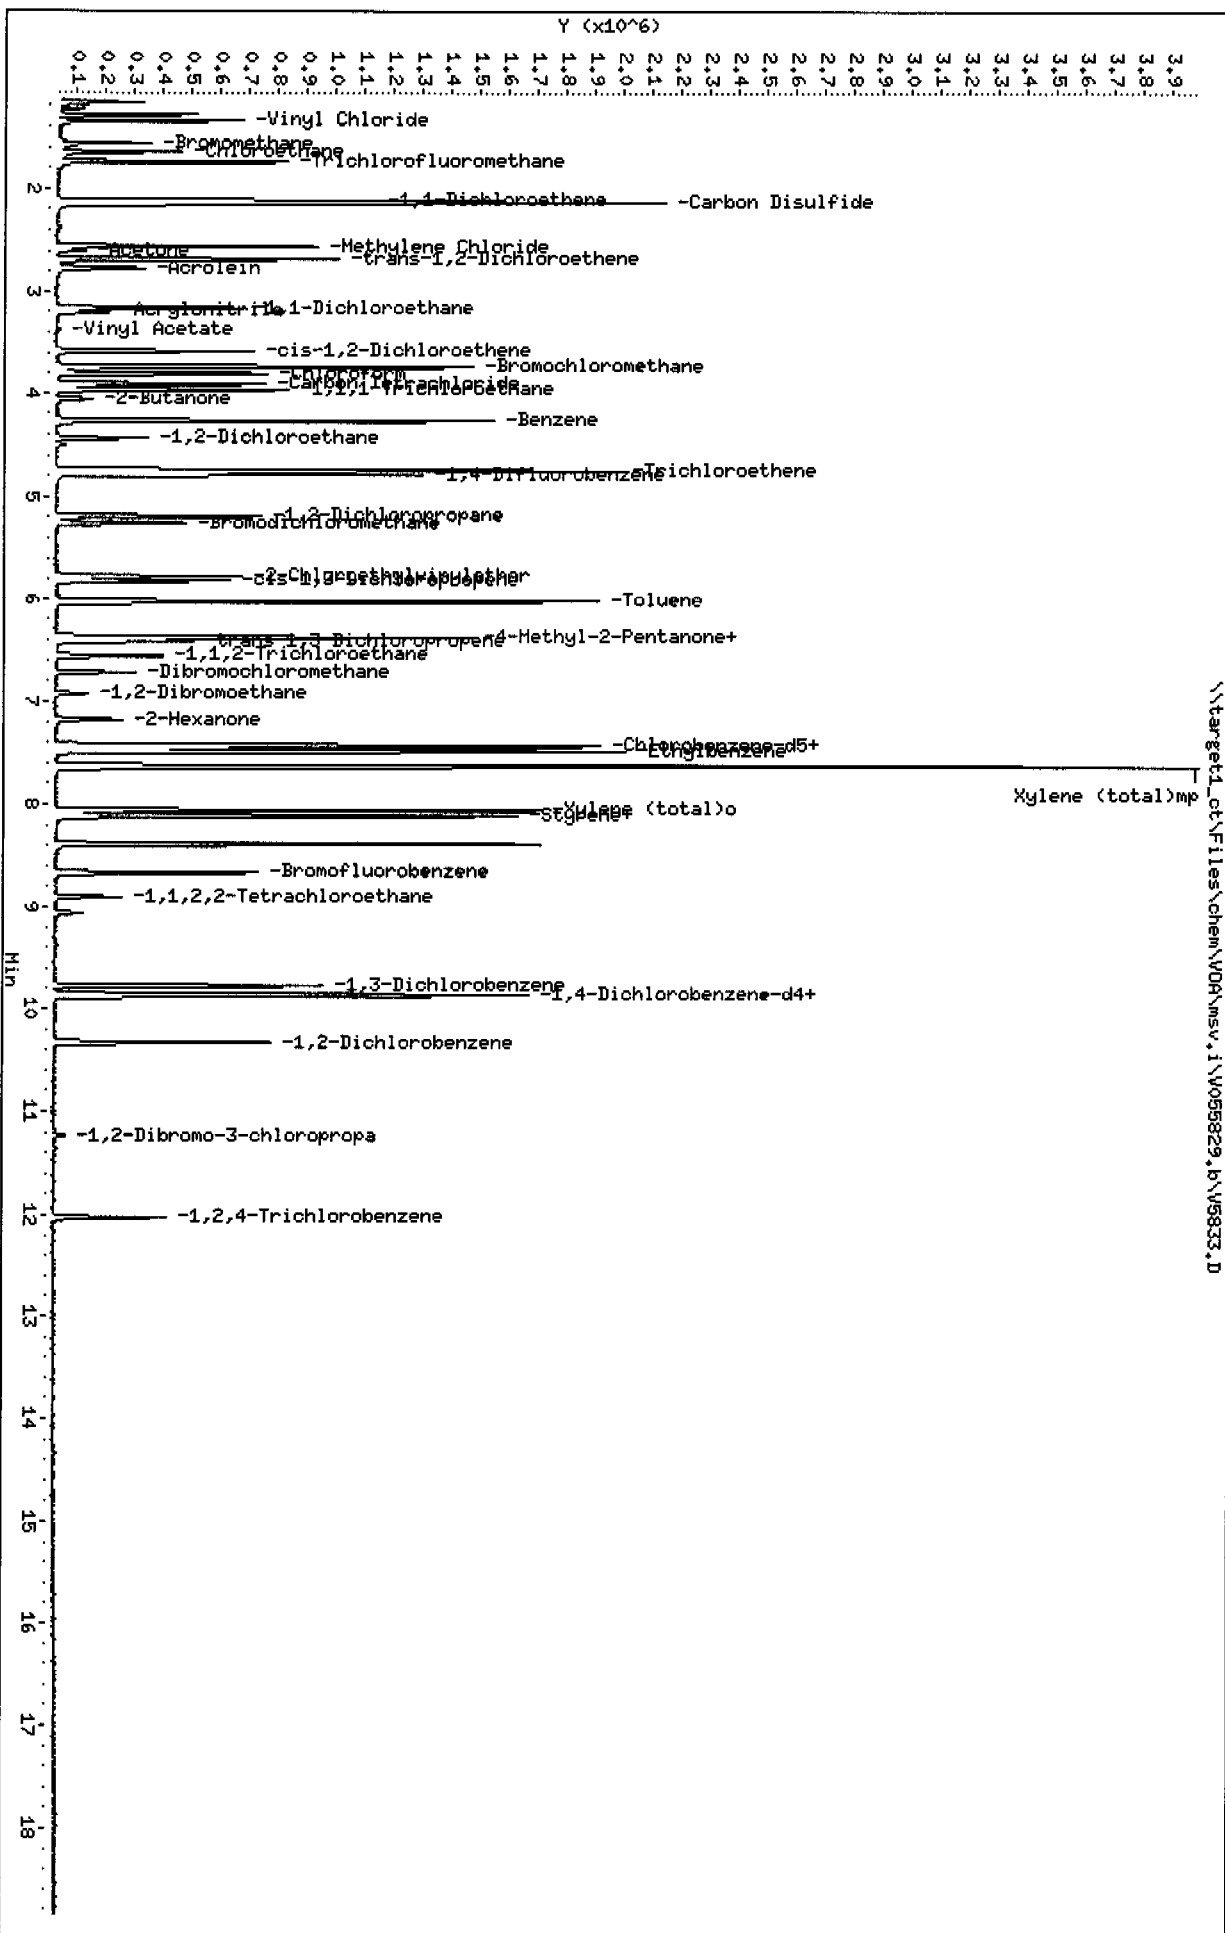 Y (x10^6)
0.1
0.2
0.3
0.4
0.5
0.6
0.7
0.8
0.9
1.0
1.1
1.2
1.3
1.4
1.5
1.6
1.7
1.8
1.9
2.0
2.1
2.2
2.3
2.4
2.5
2.6
2.7
2.8
2.9
3.0
3.1
3.2
3.3
3.4
3.5
3.6
3.7
3.8
3.9
-Vinyl Chloride
-Bromomethane
-Chloroethane
-Trichlorofluoromethane
-1,1-Dichloroethene
-Carbon Disulfide
-Methylene Chloride
-Acetone
-trans-1,2-Dichloroethene
-Acrolein
Acrylonitrile
1,1-Dichloroethane
-Vinyl Acetate
-cis-1,2-Dichloroethene
-Bromochloromethane
-Chloroform
-Carbon Tetrachloride
-1,1,1-Trichloroethane
-2-Butanone
-Benzene
-1,2-Dichloroethane
-Trichloroethene
-1,4-Difluorobenzene
-1,2-Dichloropropane
-Bromodichloromethane
-2-Chloroethylvinylether
-cis-1,3-Dichloropropene
-Toluene
-4-Methyl-2-Pentanone+
trans-1,3-Dichloropropene
-1,1,2-Trichloroethane
-Dibromochloromethane
-1,2-Dibromoethane
-2-Hexanone
-Chlorobenzene-d5+
-Ethylbenzene
Xylene (total)mp
-Xylene (total)o
-Styrene+
-Bromofluorobenzene
-1,1,2,2-Tetrachloroethane
-1,3-Dichlorobenzene
-1,4-Dichlorobenzene-d4+
-1,2-Dichlorobenzene
-1,2-Dibromo-3-chloropropa
-1,2,4-Trichlorobenzene
2
3
4
5
6
7
8
9
10
11
12
13
14
15
16
17
18
Min
\\target1_ct\Files\chem\VOA\msv.i\VO55829.b\V5833.D